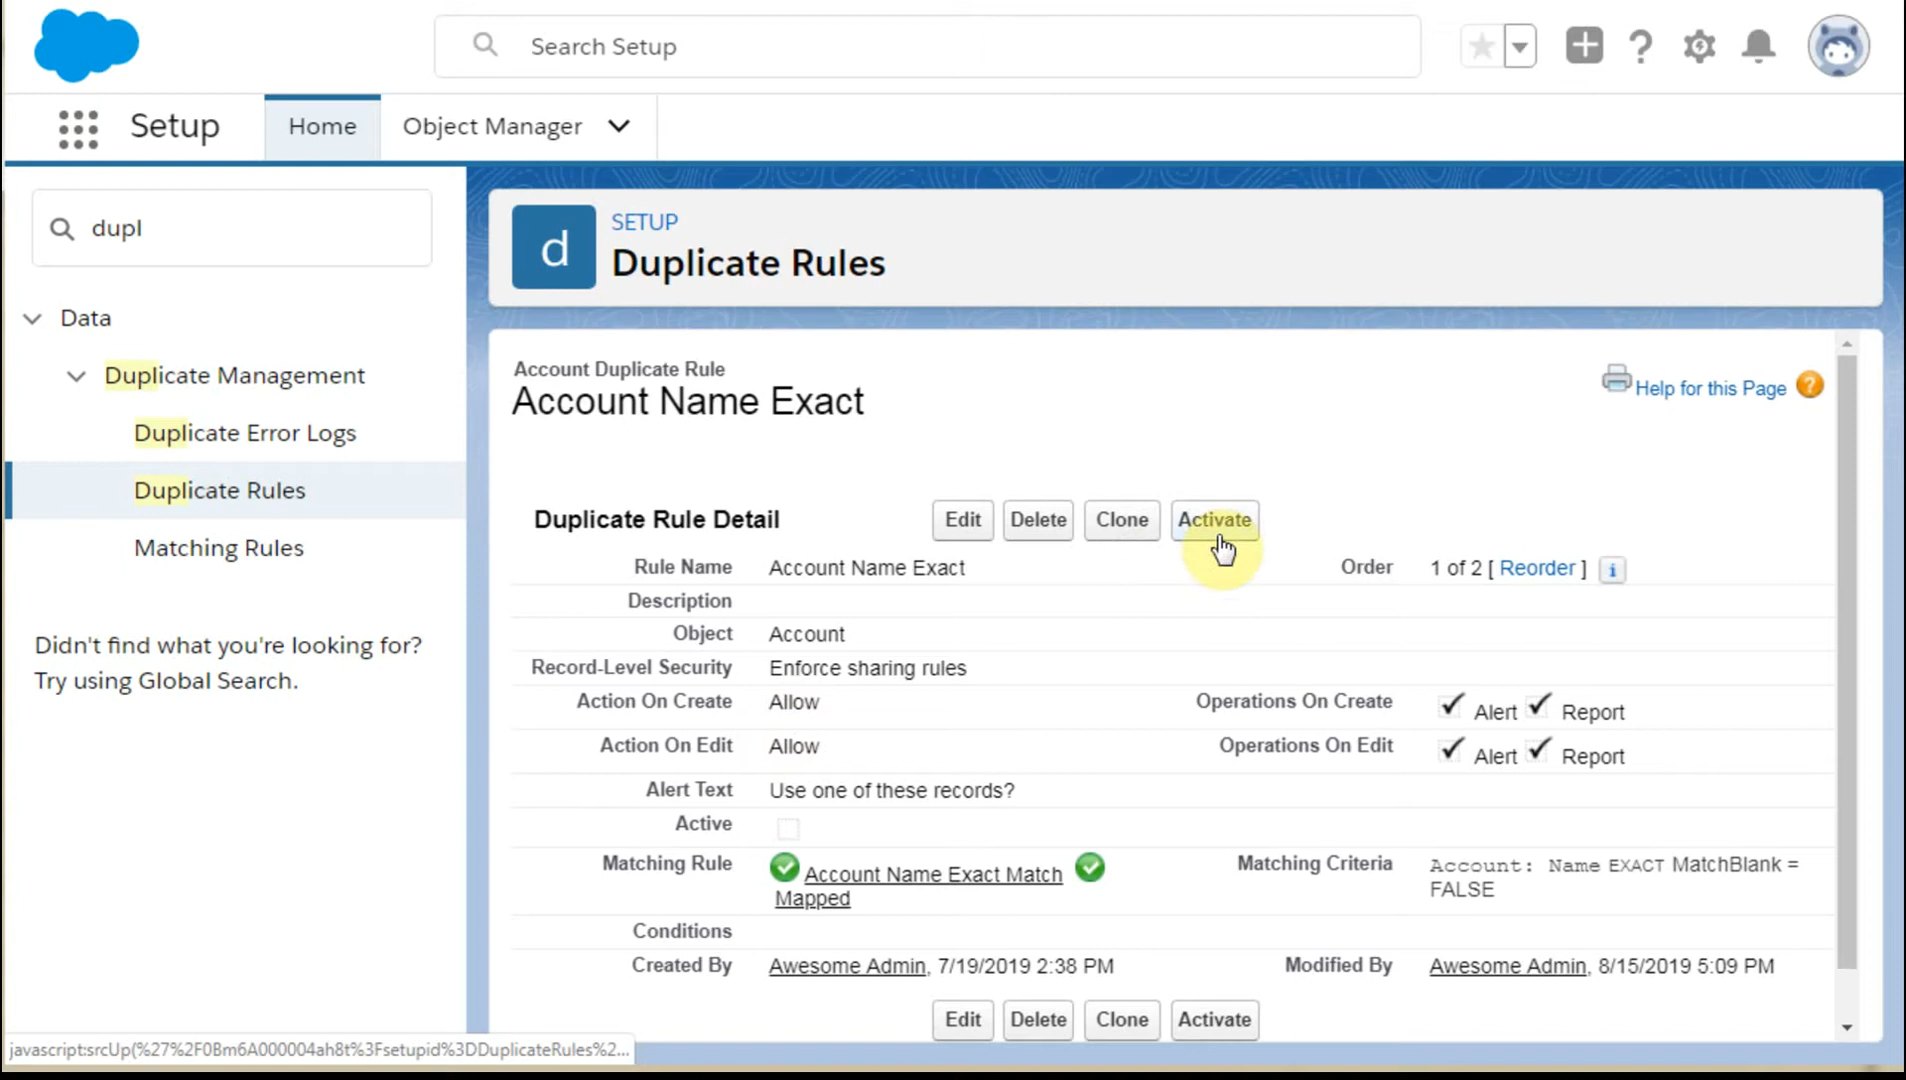 Search Setup
Setup
Home
Object Manager
dupl
Data
Duplicate Management
Duplicate Error Logs
Duplicate Rules
Matching Rules
Didn't find what you're looking for?
Try using Global Search.
d
SETUP
Duplicate Rules
Account Duplicate Rule
Account Name Exact
Help for this Page ?
Duplicate Rule Detail Edit Delete Clone Activate
Rule Name Account Name Exact Order 1 of 2 [ Reorder ] i
Description
Object Account
Record-Level Security Enforce sharing rules
Action On Create Allow Operations On Create Alert Report
Action On Edit Allow Operations On Edit Alert Report
Alert Text Use one of these records?
Active
Matching Rule Account Name Exact Match Matching Criteria Account: Name EXACT MatchBlank =
Mapped FALSE
Conditions
Created By Awesome Admin, 7/19/2019 2:38 PM Modified By Awesome Admin, 8/15/2019 5:09 PM
Edit Delete Clone Activate
javascript:srcUp(%27%2F0Bm6A000004ah8t%3Fsetupid%3DDuplicateRules%2...